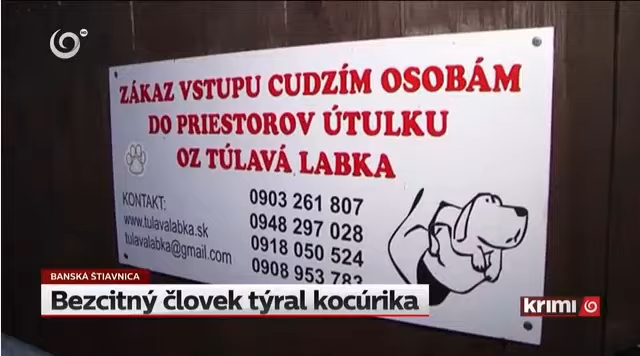 ZÁKAZ VSTUPU CUDZÍM OSOBÁM
DO PRIESTOROV ÚTULKU
OZ TÚLAVÁ LABKA
KONTAKT:
www.tulavalabka.sk
tulavalabka@gmail.com
0903 261 807
0948 297 028
0918 050 524
0908 953 783
BANSKÁ ŠTIAVNICA
Bezcitný človek týral kocúrika
krimi